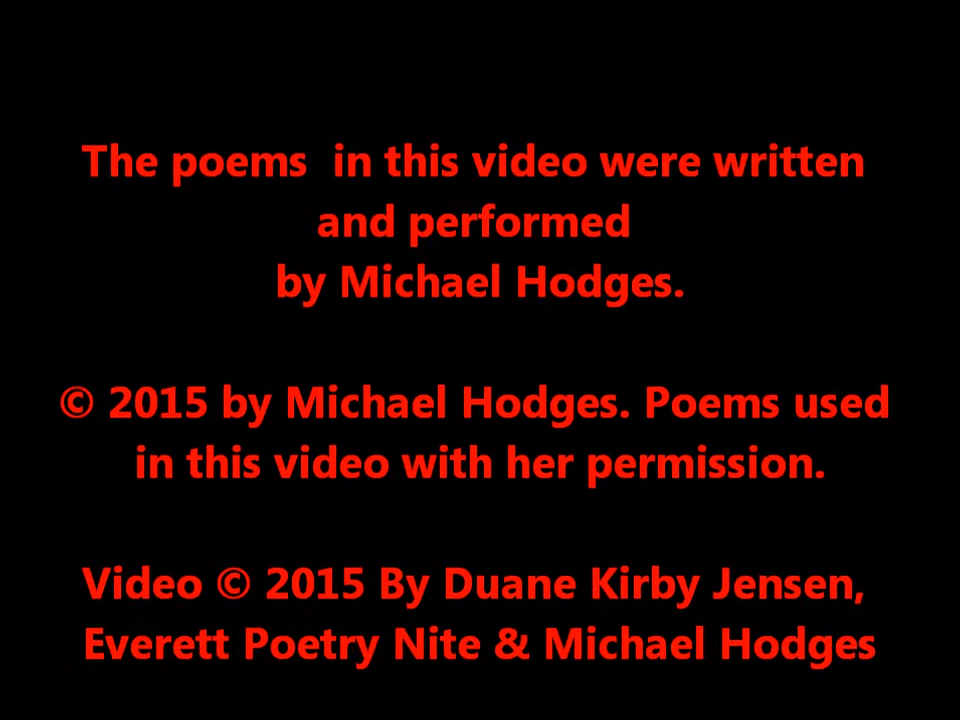 The poems  in this video were written
and performed
by Michael Hodges.
© 2015 by Michael Hodges. Poems used
in this video with her permission.
Video © 2015 By Duane Kirby Jensen,
Everett Poetry Nite & Michael Hodges